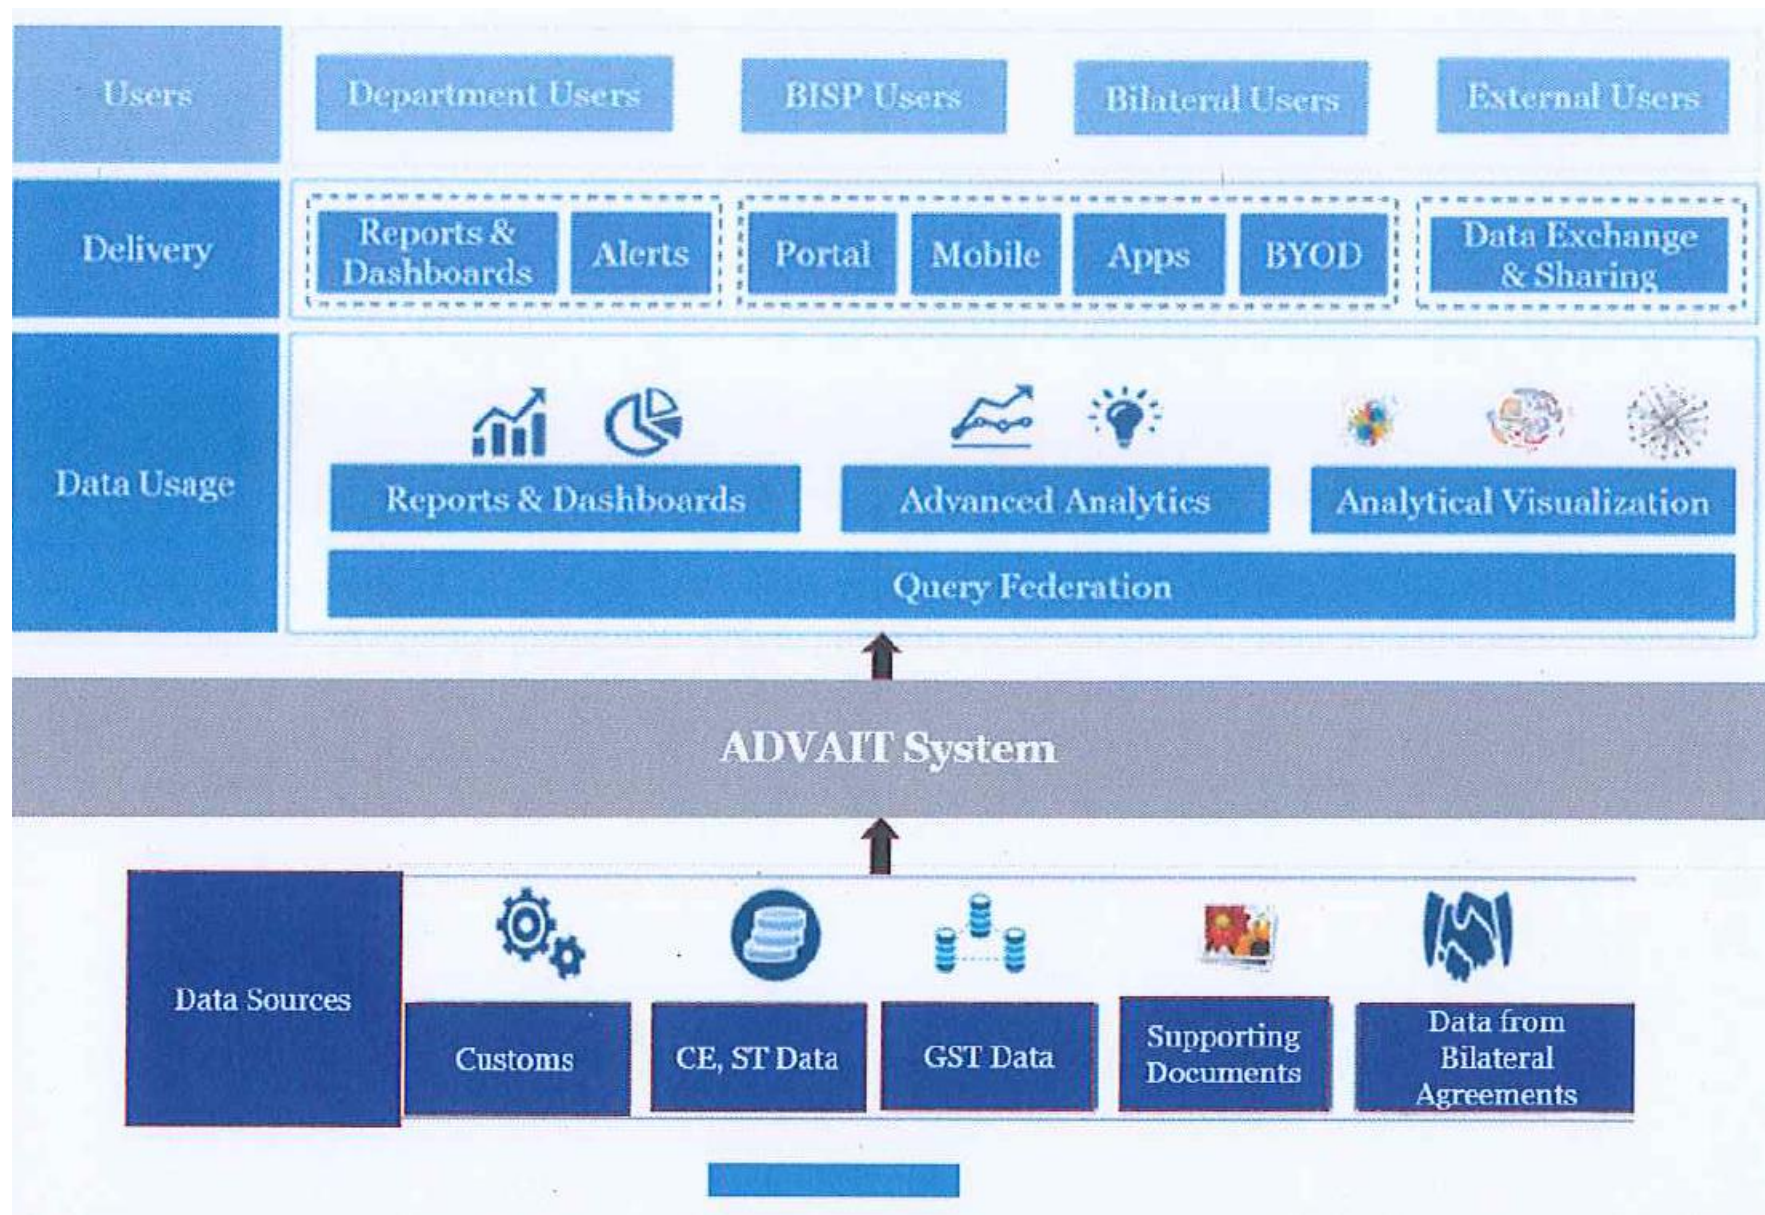 Users
Department Users
BISP Users
Bilateral Users
External Users
Delivery
Reports &
Dashboards
Alerts
Portal
Mobile
Apps
BYOD
Data Exchange
& Sharing
Data Usage
Reports & Dashboards
Advanced Analytics
Analytical Visualization
Query Federation
ADVAIT System
Data Sources
Customs
CE, ST Data
GST Data
Supporting
Documents
Data from
Bilateral
Agreements